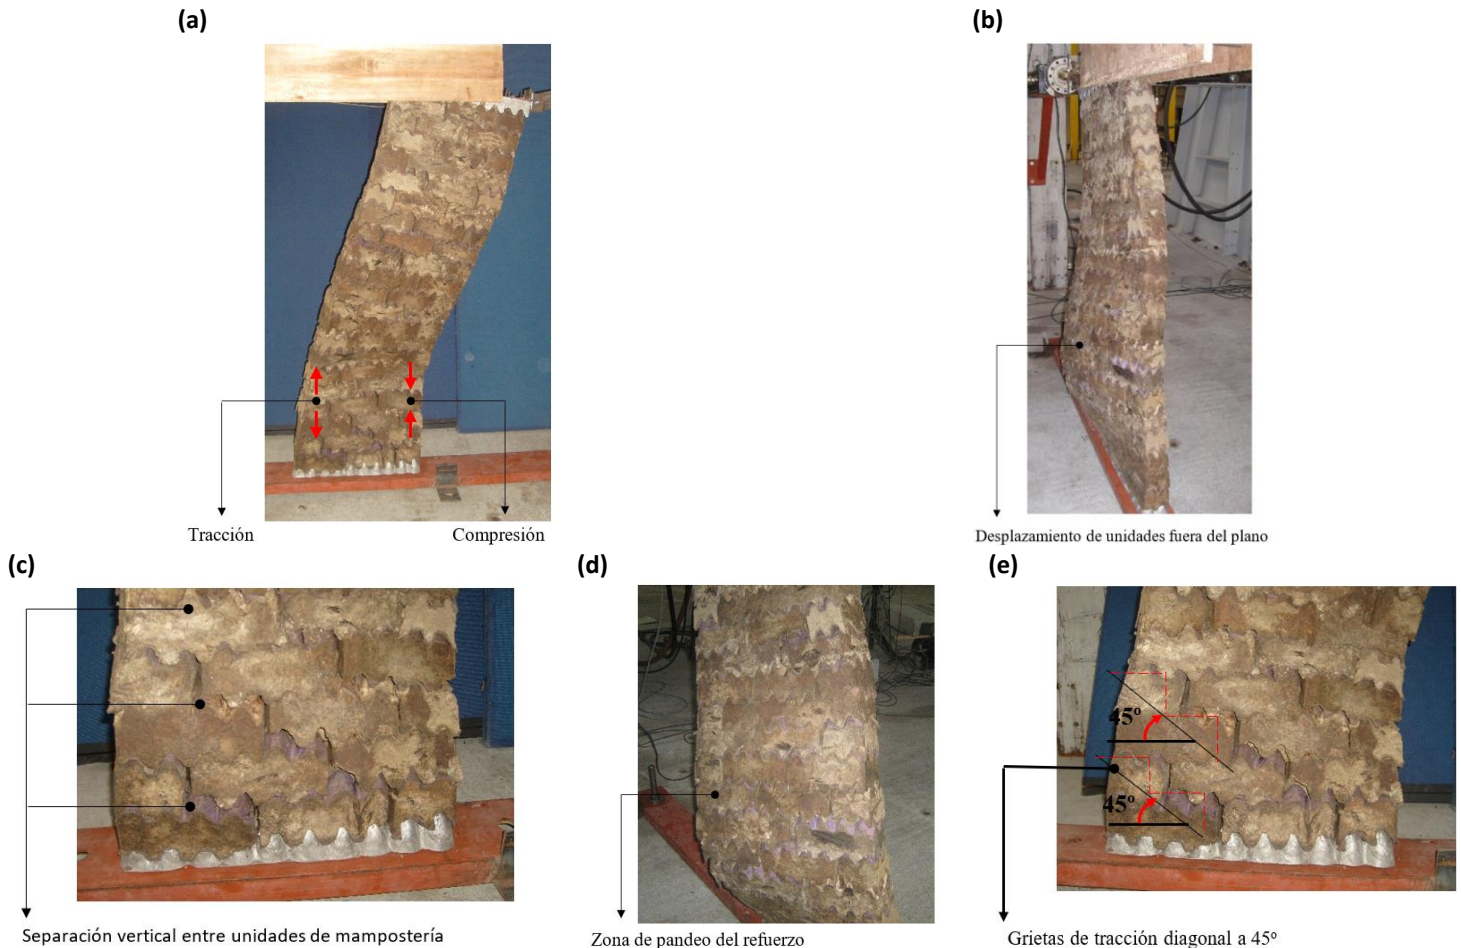 (a)
(b)
Tracción
Compresión
Desplazamiento de unidades fuera del plano
(c)
(d)
(e)
45º
45º
Separación vertical entre unidades de mampostería
Zona de pandeo del refuerzo
Grietas de tracción diagonal a 45º